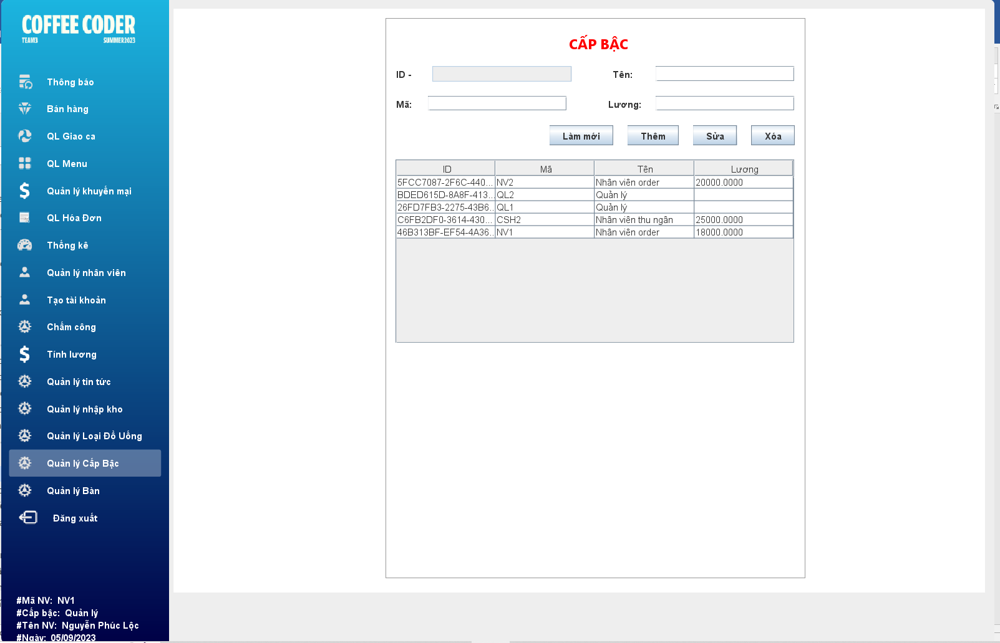 COFFEE CODER
TEAM3 SUMMER2023
Thông báo
Bán hàng
QL Giao ca
QL Menu
Quản lý khuyến mại
QL Hóa Đơn
Thống kê
Quản lý nhân viên
Tạo tài khoản
Chấm công
Tính lương
Quản lý tin tức
Quản lý nhập kho
Quản lý Loại Đồ Uống
Quản lý Cấp Bậc
Quản lý Bàn
Đăng xuất
#Mã NV: NV1
#Cấp bậc: Quản lý
#Tên NV: Nguyễn Phúc Lộc
#Ngày: 05/09/2023
CẤP BẬC
ID - Tên:
Mã: Lương:
Làm mới Thêm Sửa Xóa
ID Mã Tên Lương
5FCC7087-2F6C-440... NV2 Nhân viên order 20000.0000
BDED615D-8A8F-413... QL2 Quản lý
26FD7FB3-2275-43B6... QL1 Quản lý
C6FB2DF0-3614-430... CSH2 Nhân viên thu ngân 25000.0000
46B313BF-EF54-4A36... NV1 Nhân viên order 18000.0000